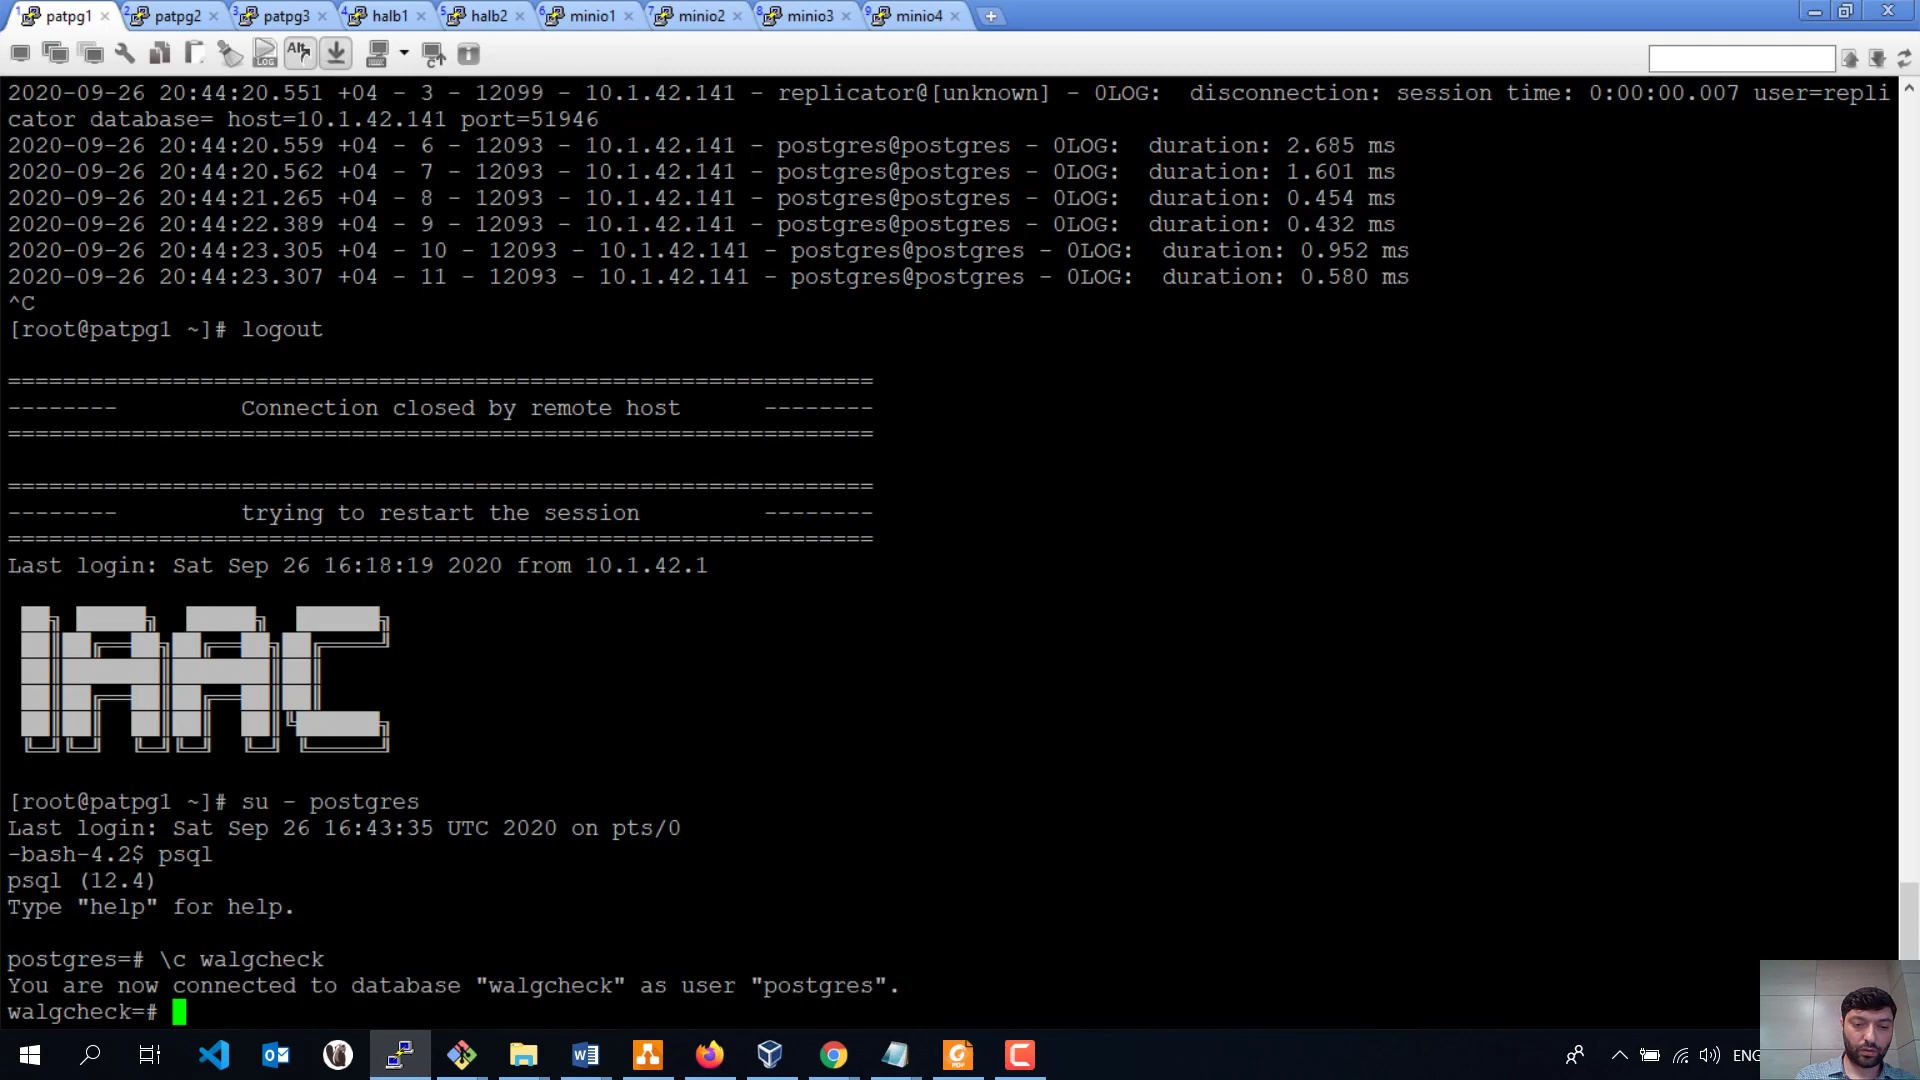 1 patpg1
2 patpg2
3 patpg3
4 halb1
5 halb2
6 minio1
7 minio2
8 minio3
9 minio4
LOG
Alt
2020-09-26 20:44:20.551 +04 - 3 - 12099 - 10.1.42.141 - replicator@[unknown] - 0LOG:  disconnection: session time: 0:00:00.007 user=repli
cator database= host=10.1.42.141 port=51946
2020-09-26 20:44:20.559 +04 - 6 - 12093 - 10.1.42.141 - postgres@postgres - 0LOG:  duration: 2.685 ms
2020-09-26 20:44:20.562 +04 - 7 - 12093 - 10.1.42.141 - postgres@postgres - 0LOG:  duration: 1.601 ms
2020-09-26 20:44:21.265 +04 - 8 - 12093 - 10.1.42.141 - postgres@postgres - 0LOG:  duration: 0.454 ms
2020-09-26 20:44:22.389 +04 - 9 - 12093 - 10.1.42.141 - postgres@postgres - 0LOG:  duration: 0.432 ms
2020-09-26 20:44:23.305 +04 - 10 - 12093 - 10.1.42.141 - postgres@postgres - 0LOG:  duration: 0.952 ms
2020-09-26 20:44:23.307 +04 - 11 - 12093 - 10.1.42.141 - postgres@postgres - 0LOG:  duration: 0.580 ms
^C
[root@patpg1 ~]# logout
===============================================================
--------         Connection closed by remote host      --------
===============================================================
===============================================================
--------         trying to restart the session         --------
===============================================================
Last login: Sat Sep 26 16:18:19 2020 from 10.1.42.1
IAAC
[root@patpg1 ~]# su - postgres
Last login: Sat Sep 26 16:43:35 UTC 2020 on pts/0
-bash-4.2$ psql
psql (12.4)
Type "help" for help.
postgres=# \c walgcheck
You are now connected to database "walgcheck" as user "postgres".
walgcheck=#
ENG